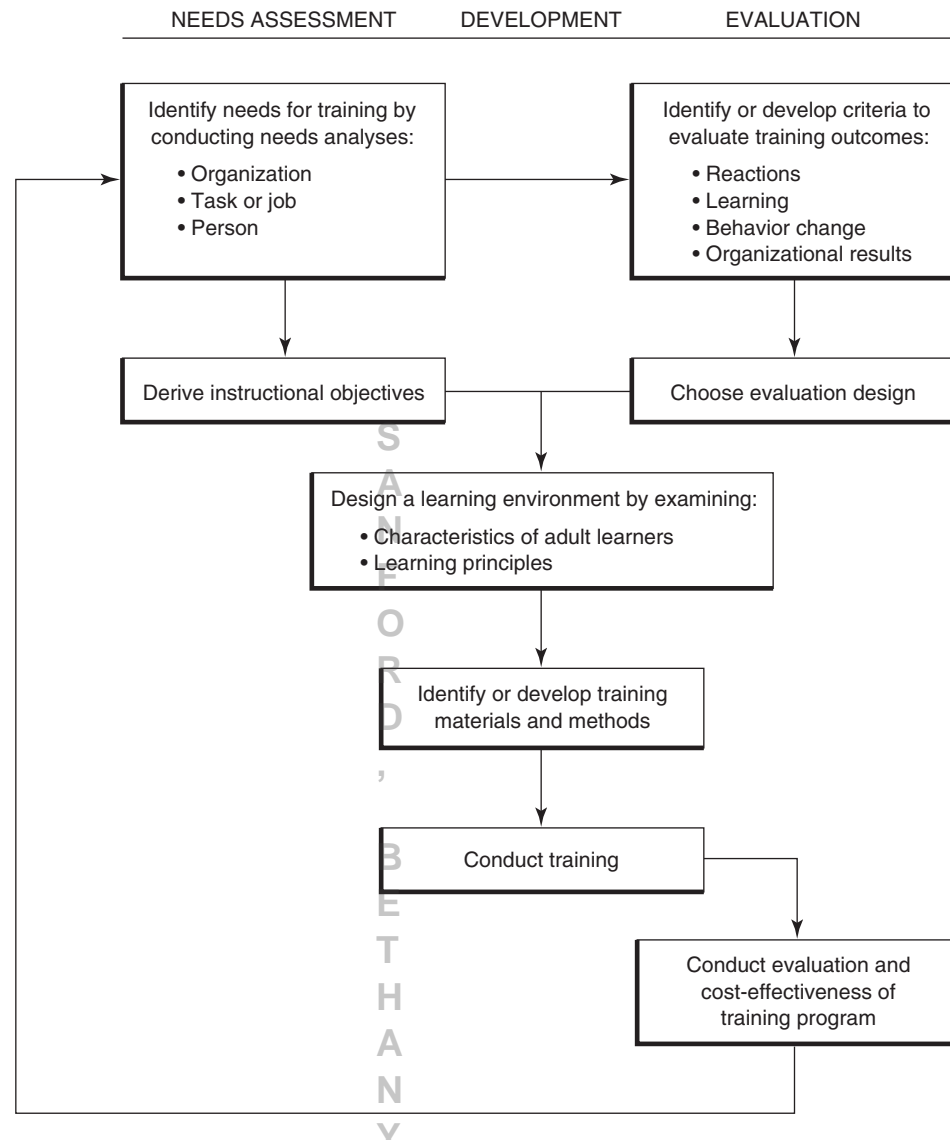 NEEDS ASSESSMENT DEVELOPMENT EVALUATION
Identify needs for training by
conducting needs analyses:
• Organization
• Task or job
• Person
Identify or develop criteria to
evaluate training outcomes:
• Reactions
• Learning
• Behavior change
• Organizational results
Derive instructional objectives
Choose evaluation design
Design a learning environment by examining:
• Characteristics of adult learners
• Learning principles
Identify or develop training
materials and methods
Conduct training
Conduct evaluation and
cost-effectiveness of
training program
S
A
N
F
O
R
D
,
B
E
T
H
A
N
Y